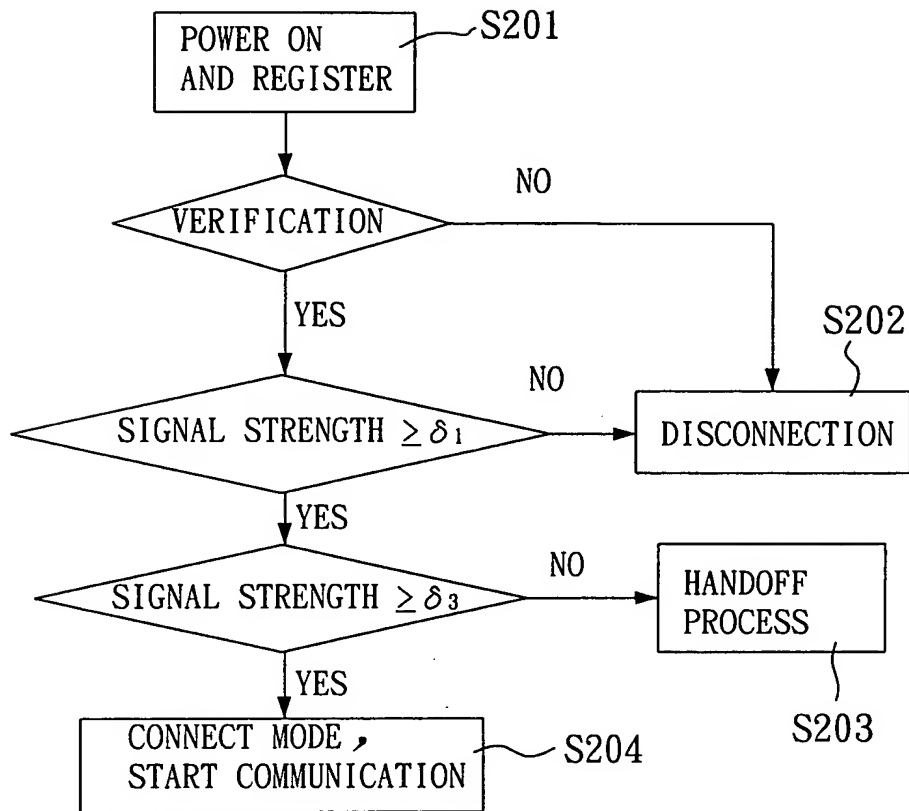 POWER ON
AND REGISTER
S201
VERIFICATION
NO
YES
S202
SIGNAL STRENGTH ≥ δ1
NO
DISCONNECTION
YES
SIGNAL STRENGTH ≥ δ3
NO
HANDOFF
PROCESS
S203
YES
CONNECT MODE,
START COMMUNICATION
S204